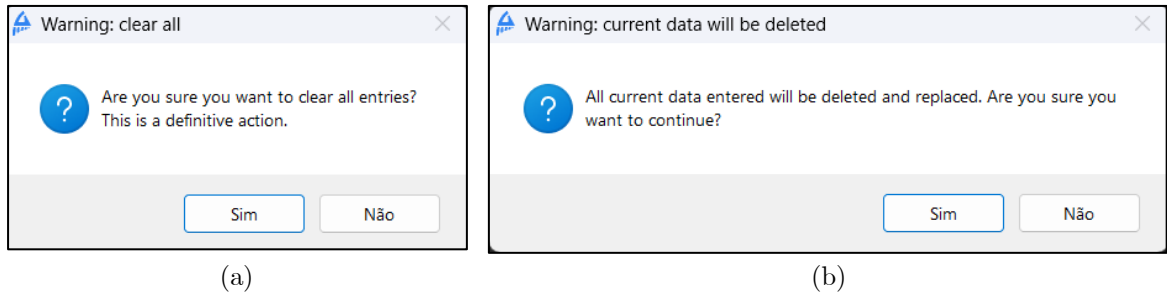 Warning: clear all
Are you sure you want to clear all entries?
This is a definitive action.
Sim
Não
(a)
Warning: current data will be deleted
All current data entered will be deleted and replaced. Are you sure you
want to continue?
Sim
Não
(b)